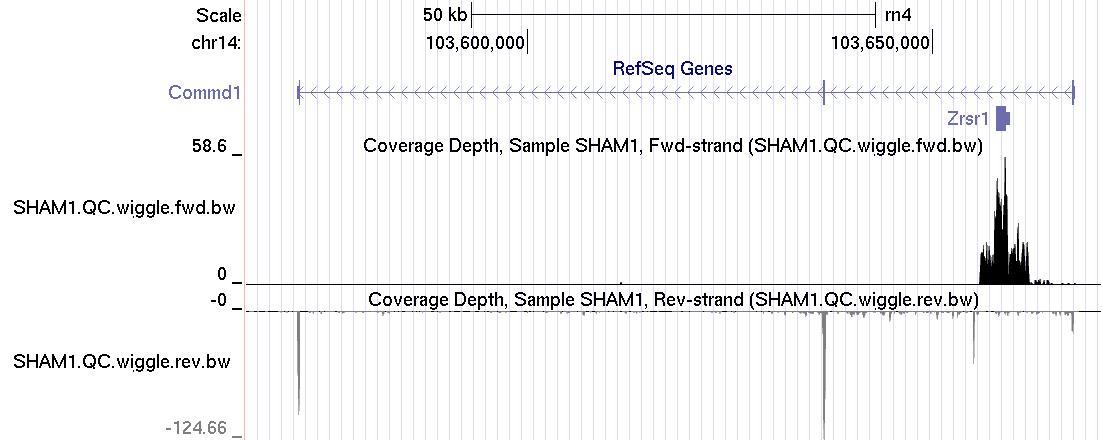 Scale 50 kb rn4
chr14: 103,600,000 103,650,000
RefSeq Genes
Commd1
Zrsr1
Coverage Depth, Sample SHAM1, Fwd-strand (SHAM1.QC.wiggle.fwd.bw)
58.6 _
SHAM1.QC.wiggle.fwd.bw
0 _
Coverage Depth, Sample SHAM1, Rev-strand (SHAM1.QC.wiggle.rev.bw)
-0 _
SHAM1.QC.wiggle.rev.bw
-124.66 _